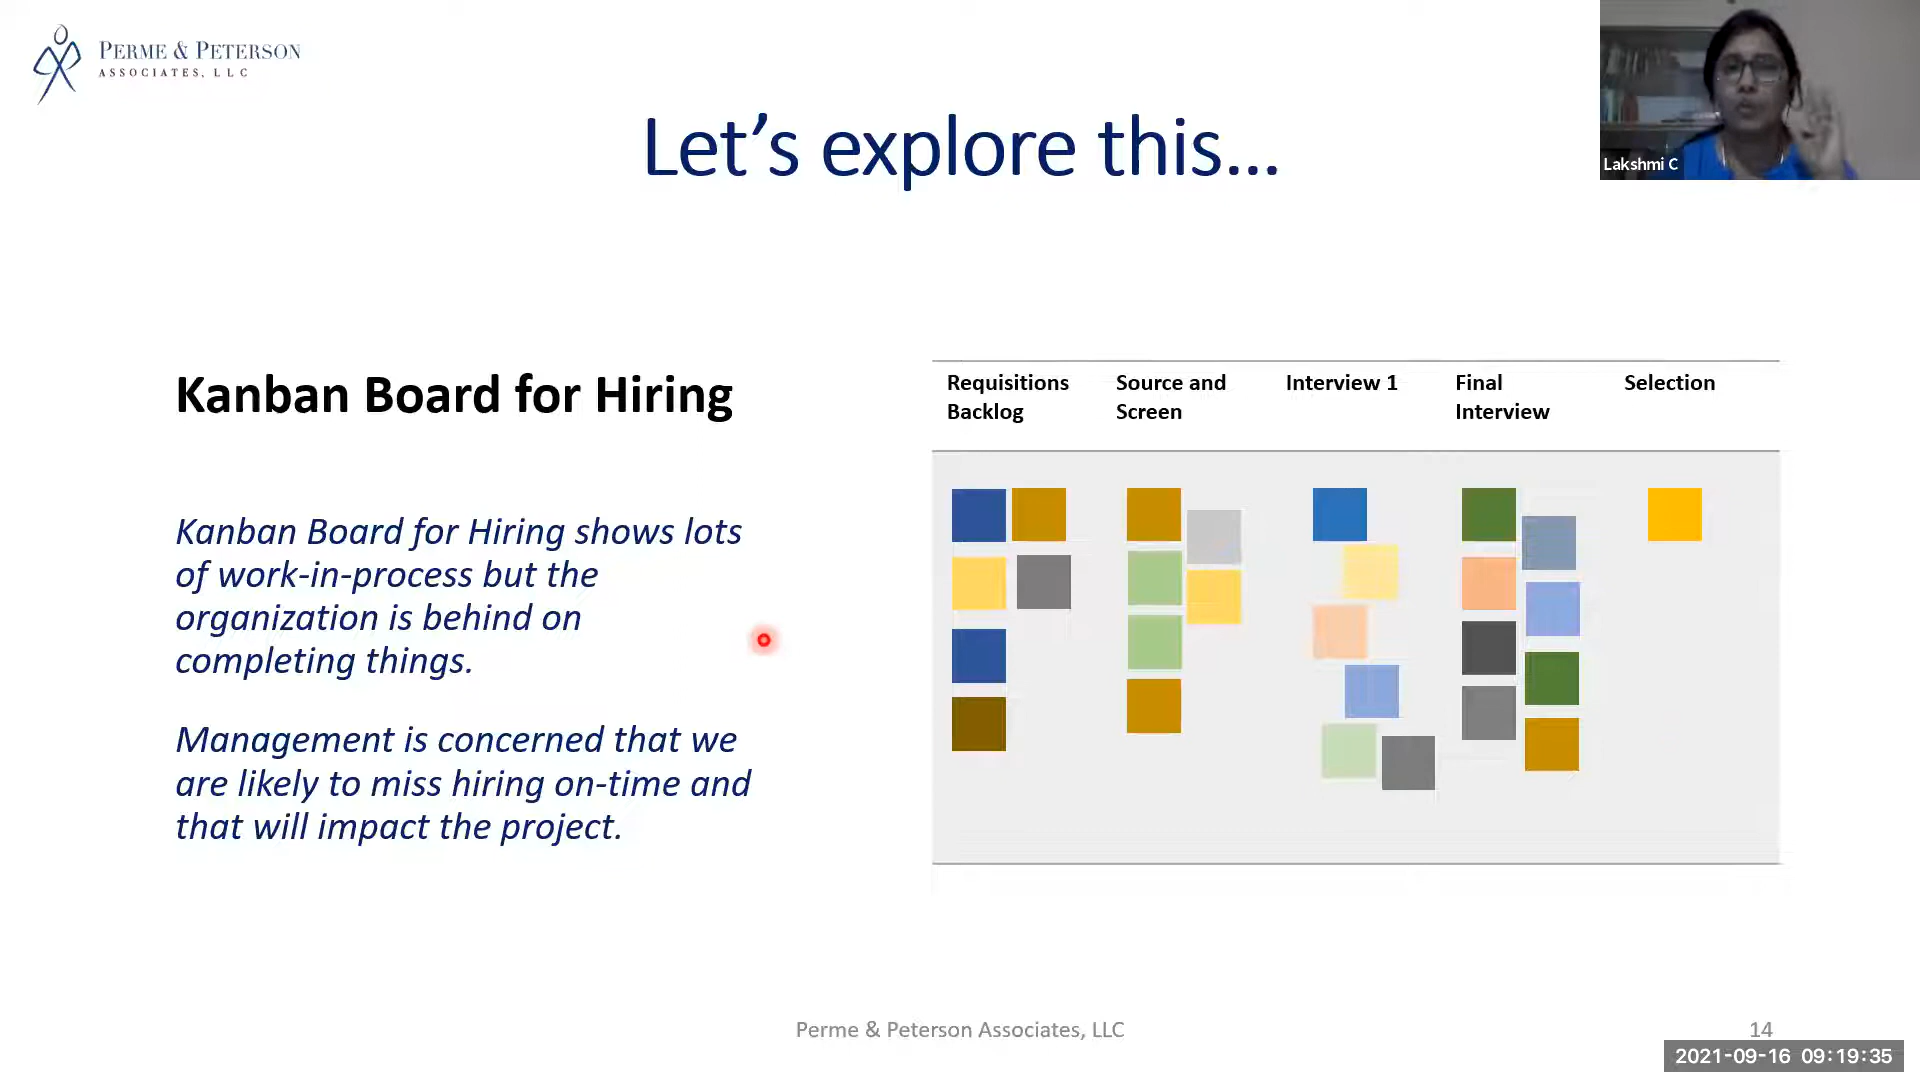 PERME & PETERSON
ASSOCIATES, LLC
Let’s explore this…
Lakshmi C
Kanban Board for Hiring
Kanban Board for Hiring shows lots
of work-in-process but the
organization is behind on
completing things.
Management is concerned that we
are likely to miss hiring on-time and
that will impact the project.
Requisitions
Backlog
Source and
Screen
Interview 1
Final
Interview
Selection
Perme & Peterson Associates, LLC
14
2021-09-16 09:19:35